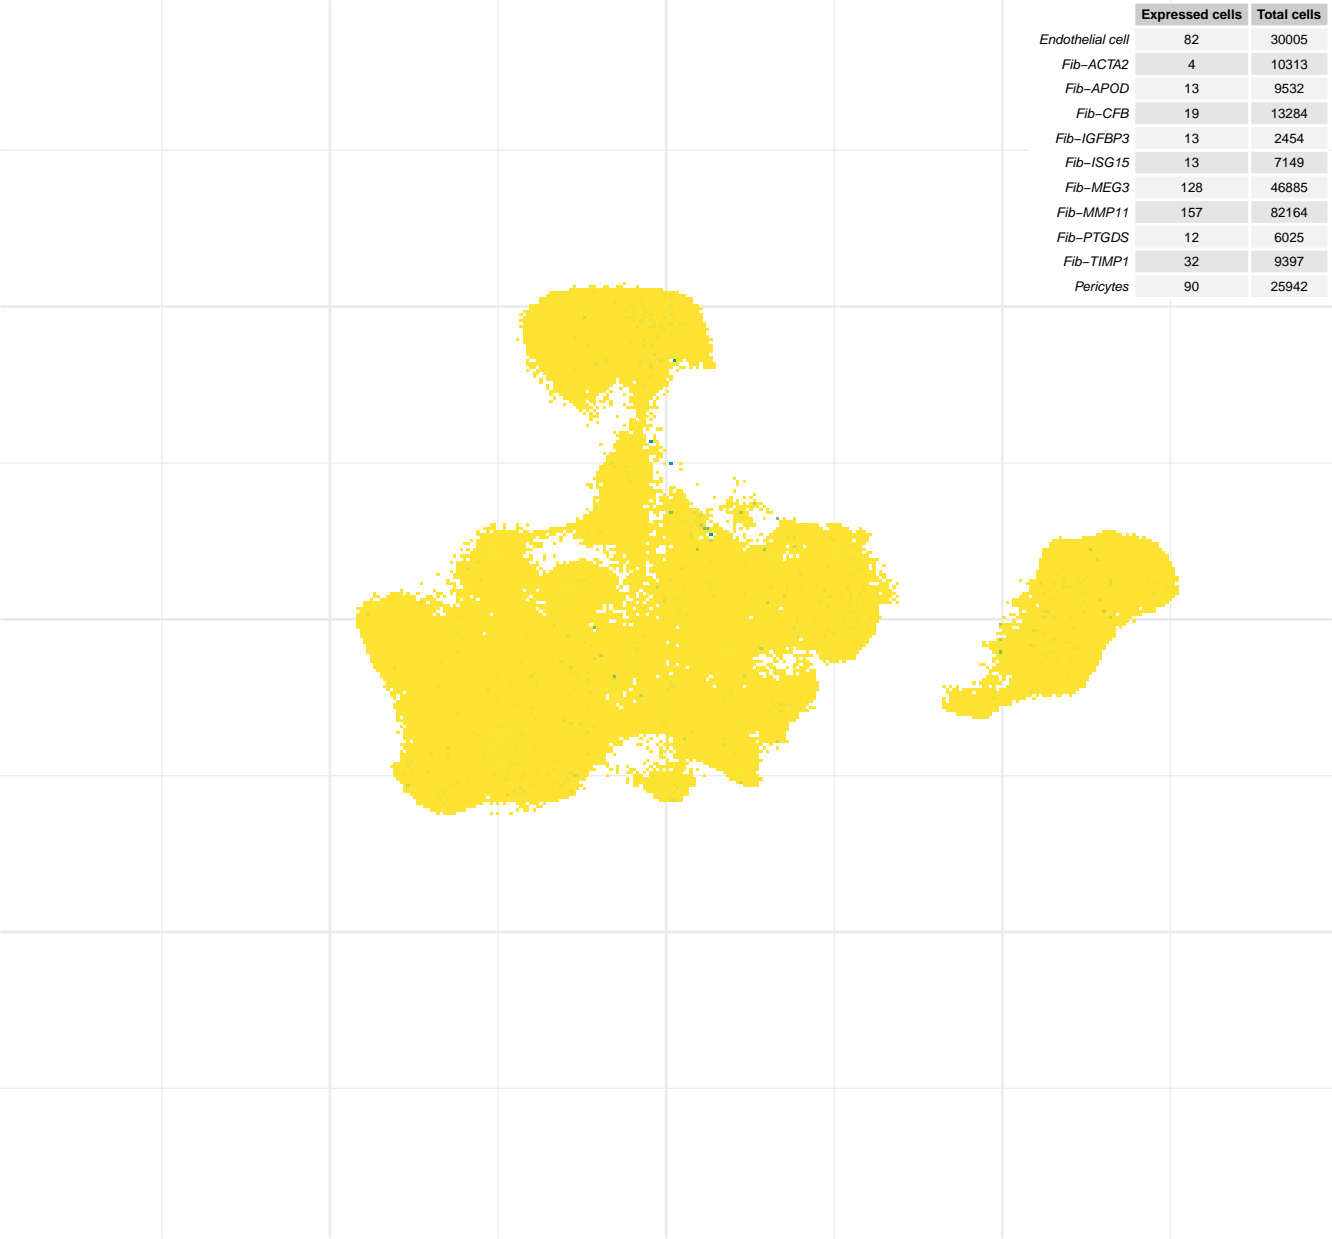 Expressed cells Total cells
Endothelial cell 82 30005
Fib−ACTA2 4 10313
Fib−APOD 13 9532
Fib−CFB 19 13284
Fib−IGFBP3 13 2454
Fib−ISG15 13 7149
Fib−MEG3 128 46885
Fib−MMP11 157 82164
Fib−PTGDS 12 6025
Fib−TIMP1 32 9397
Pericytes 90 25942